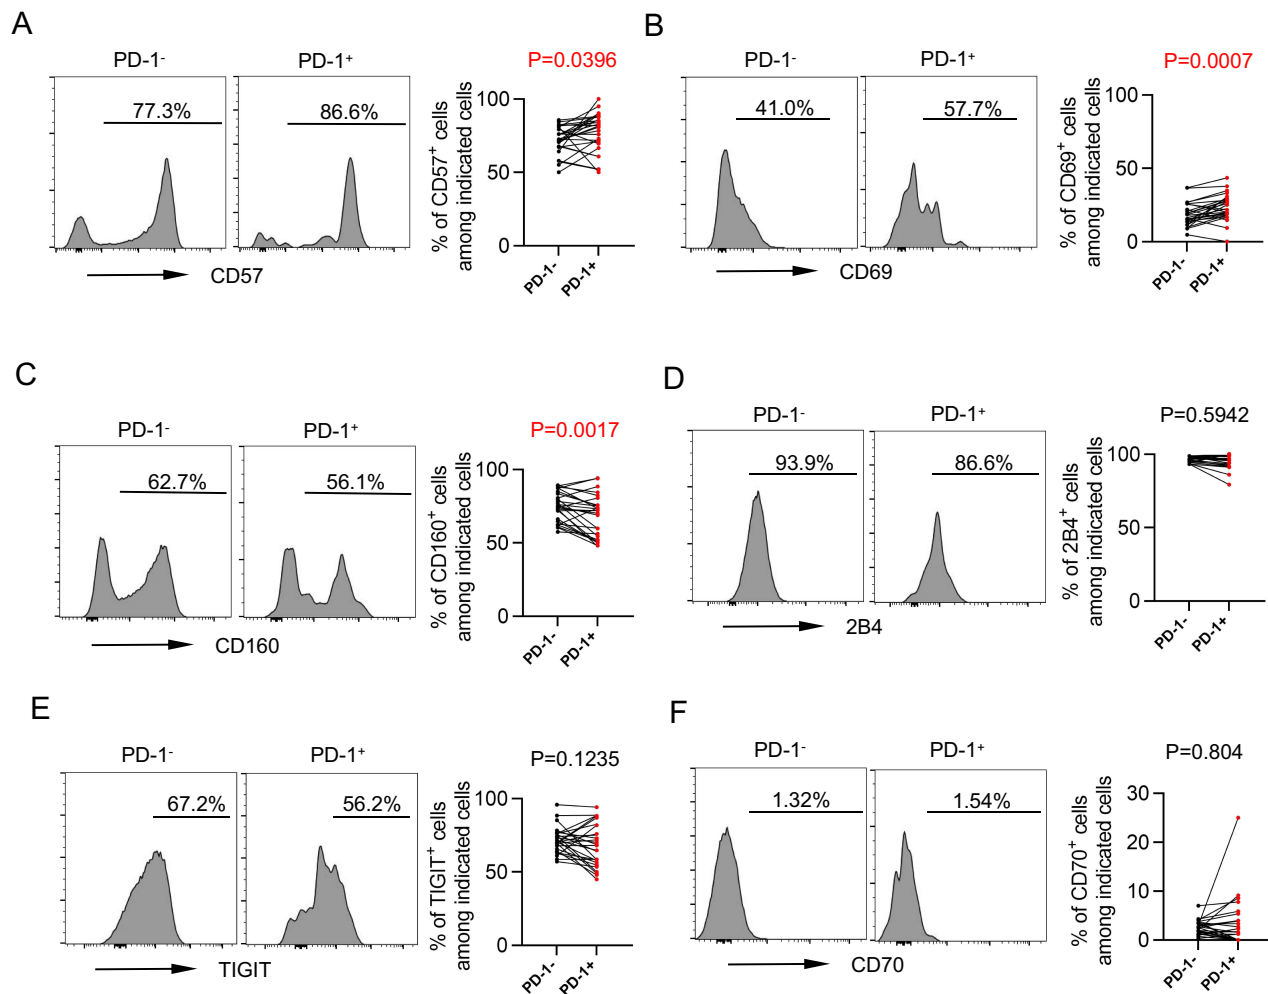 A
PD-1-
PD-1+
P=0.0396
77.3%
86.6%
% of CD57+ cells
among indicated cells
100
50
0
CD57
PD-1-
PD-1+
B
PD-1-
PD-1+
P=0.0007
41.0%
57.7%
% of CD69+ cells
among indicated cells
100
50
0
CD69
PD-1-
PD-1+
C
PD-1-
PD-1+
P=0.0017
62.7%
56.1%
% of CD160+ cells
among indicated cells
100
50
0
CD160
PD-1-
PD-1+
D
PD-1-
PD-1+
P=0.5942
93.9%
86.6%
% of 2B4+ cells
among indicated cells
100
50
0
2B4
PD-1-
PD-1+
E
PD-1-
PD-1+
P=0.1235
67.2%
56.2%
% of TIGIT+ cells
among indicated cells
100
50
0
TIGIT
PD-1-
PD-1+
F
PD-1-
PD-1+
P=0.804
1.32%
1.54%
% of CD70+ cells
among indicated cells
30
20
10
0
CD70
PD-1-
PD-1+